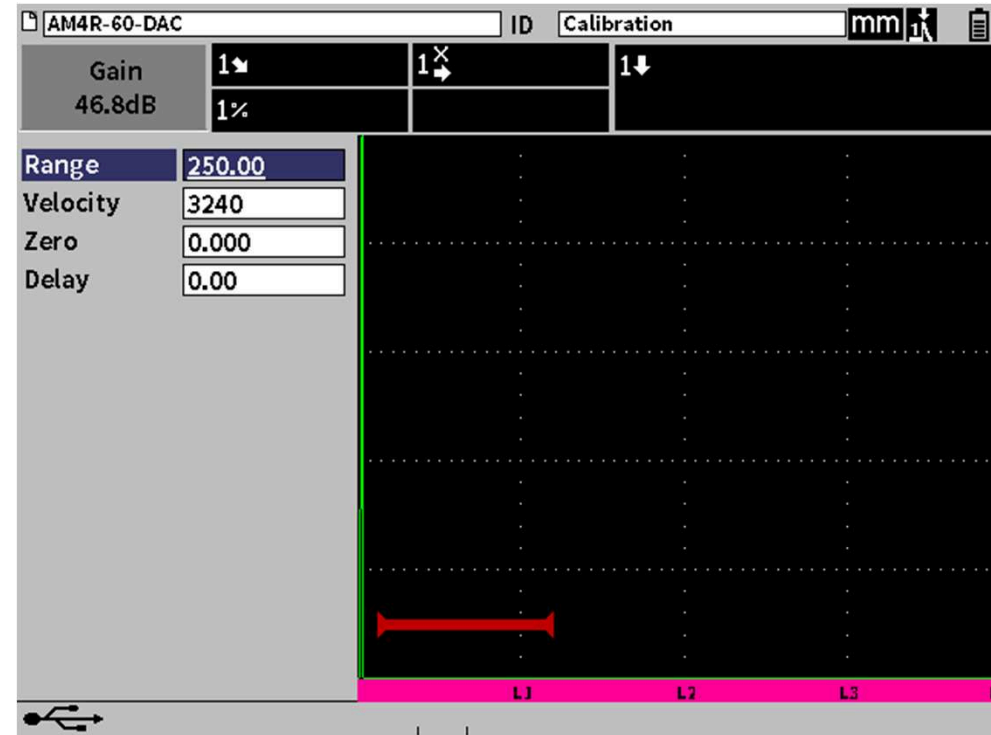 AM4R-60-DAC ID Calibration mm 1
Gain 1 1X 1
46.8dB 1%
Range 250.00
Velocity 3240
Zero 0.000
Delay 0.00
L1 L2 L3